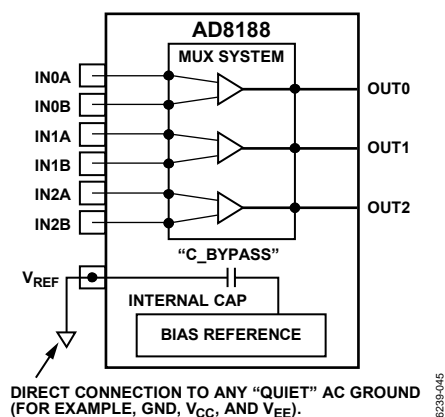 AD8188
MUX SYSTEM
IN0A
IN0B
IN1A
IN1B
IN2A
IN2B
OUT0
OUT1
OUT2
"C_BYPASS"
VREF
INTERNAL CAP
BIAS REFERENCE
DIRECT CONNECTION TO ANY "QUIET" AC GROUND
(FOR EXAMPLE, GND, VCC, AND VEE).
6239-045